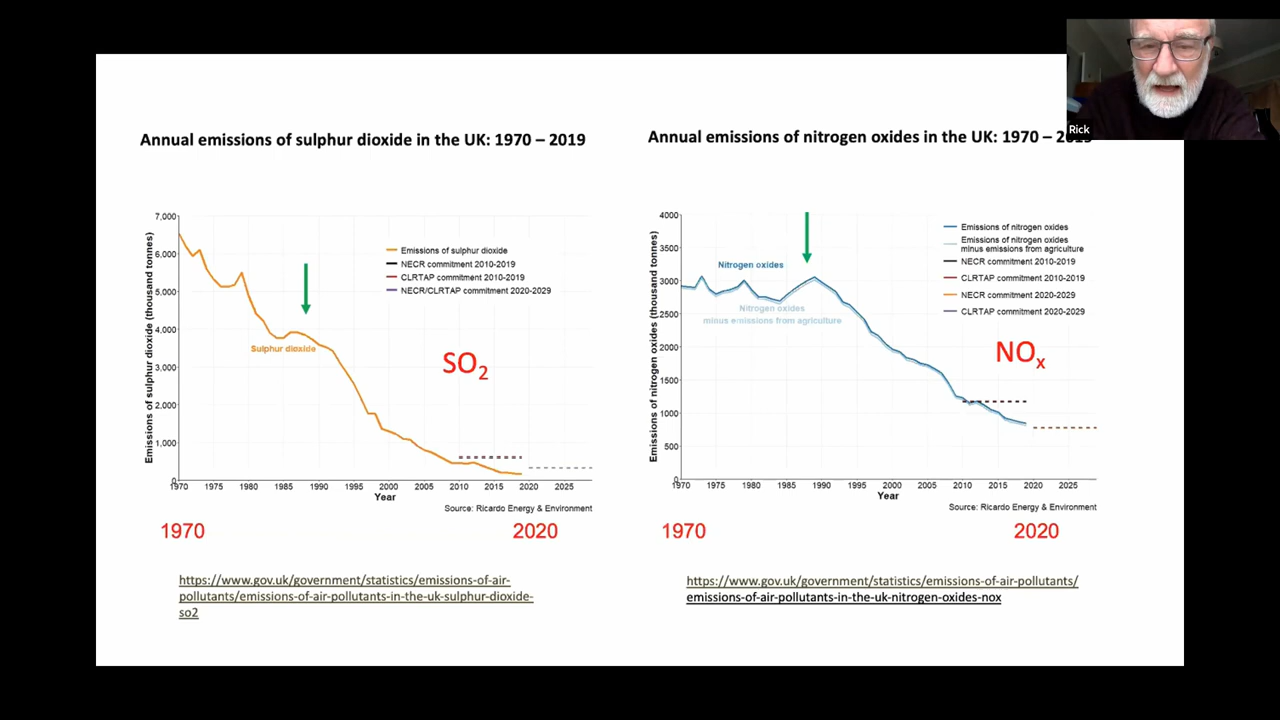 Rick
Annual emissions of sulphur dioxide in the UK: 1970 – 2019
Emissions of sulphur dioxide (thousand tonnes)
7,000
6,000
5,000
4,000
3,000
2,000
1,000
0
Emissions of sulphur dioxide
NECR commitment 2010-2019
CLRTAP commitment 2010-2019
NECR/CLRTAP commitment 2020-2029
Sulphur dioxide
SO2
1970 1975 1980 1985 1990 1995 2000 2005 2010 2015 2020 2025
Year
Source: Ricardo Energy & Environment
1970 2020
https://www.gov.uk/government/statistics/emissions-of-air-
pollutants/emissions-of-air-pollutants-in-the-uk-sulphur-dioxide-
so2
Annual emissions of nitrogen oxides in the UK: 1970 – 2019
Emissions of nitrogen oxides (thousand tonnes)
4000
3500
3000
2500
2000
1500
1000
500
0
Emissions of nitrogen oxides
Emissions of nitrogen oxides
minus emissions from agriculture
NECR commitment 2010-2019
CLRTAP commitment 2010-2019
NECR commitment 2020-2029
CLRTAP commitment 2020-2029
Nitrogen oxides
Nitrogen oxides
minus emissions from agriculture
NOx
1970 1975 1980 1985 1990 1995 2000 2005 2010 2015 2020 2025
Year
Source: Ricardo Energy & Environment
1970 2020
https://www.gov.uk/government/statistics/emissions-of-air-pollutants/
emissions-of-air-pollutants-in-the-uk-nitrogen-oxides-nox